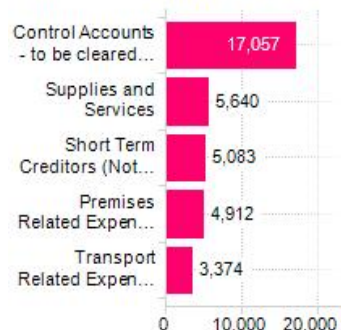 Control Accounts
- to be cleared...
17,057
Supplies and
Services
5,640
Short Term
Creditors (Not...
5,083
Premises
Related Expen...
4,912
Transport
Related Expen...
3,374
0 10,000 20,000